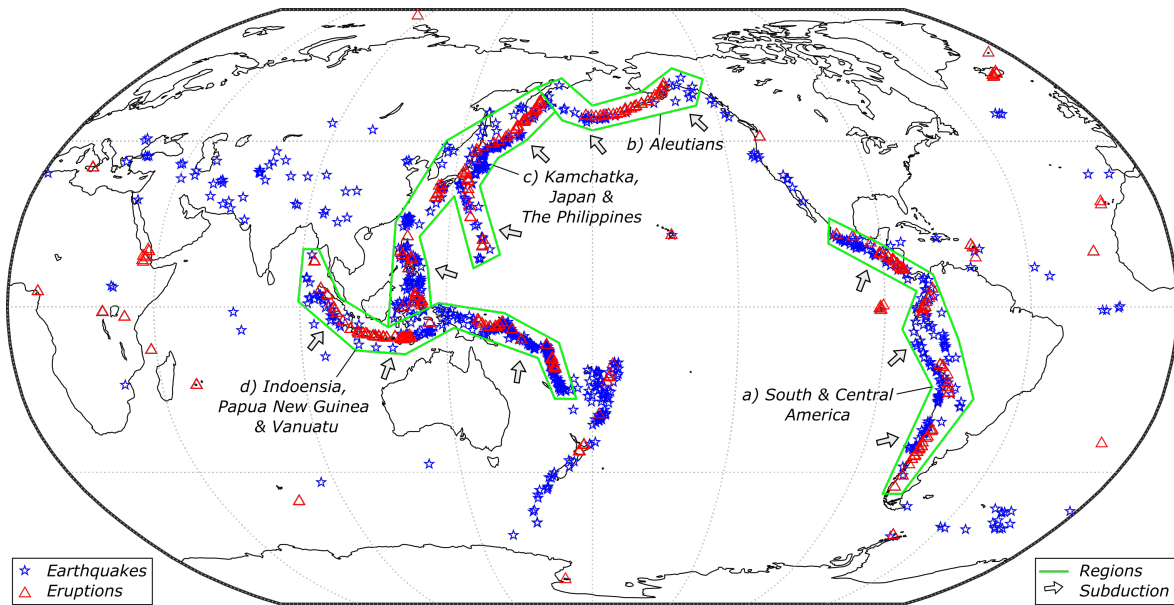 b) Aleutians
c) Kamchatka,
Japan &
The Philippines
d) Indoensia,
Papua New Guinea
& Vanuatu
a) South & Central
America
Earthquakes
Eruptions
Regions
Subduction